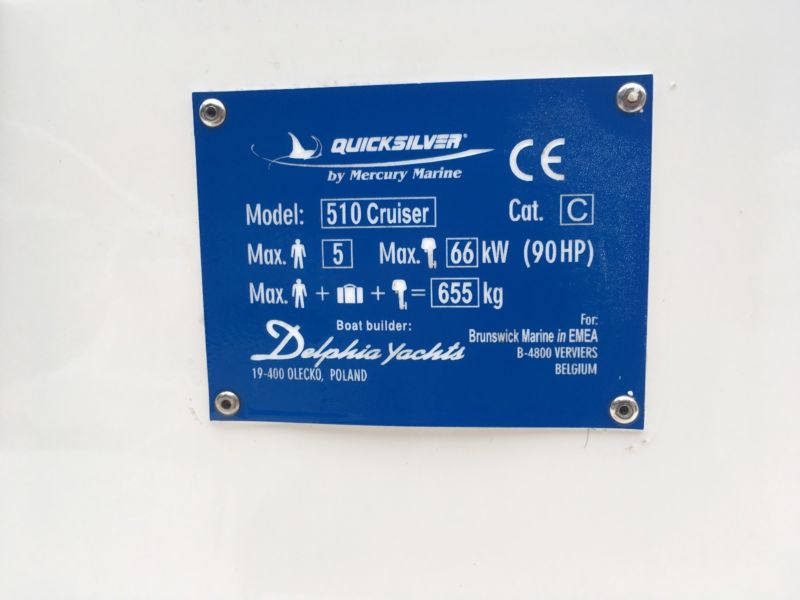 QUICKSILVER®
by Mercury Marine
CE
Model: 510 Cruiser Cat. C
Max. 5 Max. 66 kW (90 HP)
Max. + + = 655 kg
Boat builder:
Delphia Yachts
19-400 OLECKO, POLAND
For:
Brunswick Marine in EMEA
B-4800 VERVIERS
BELGIUM